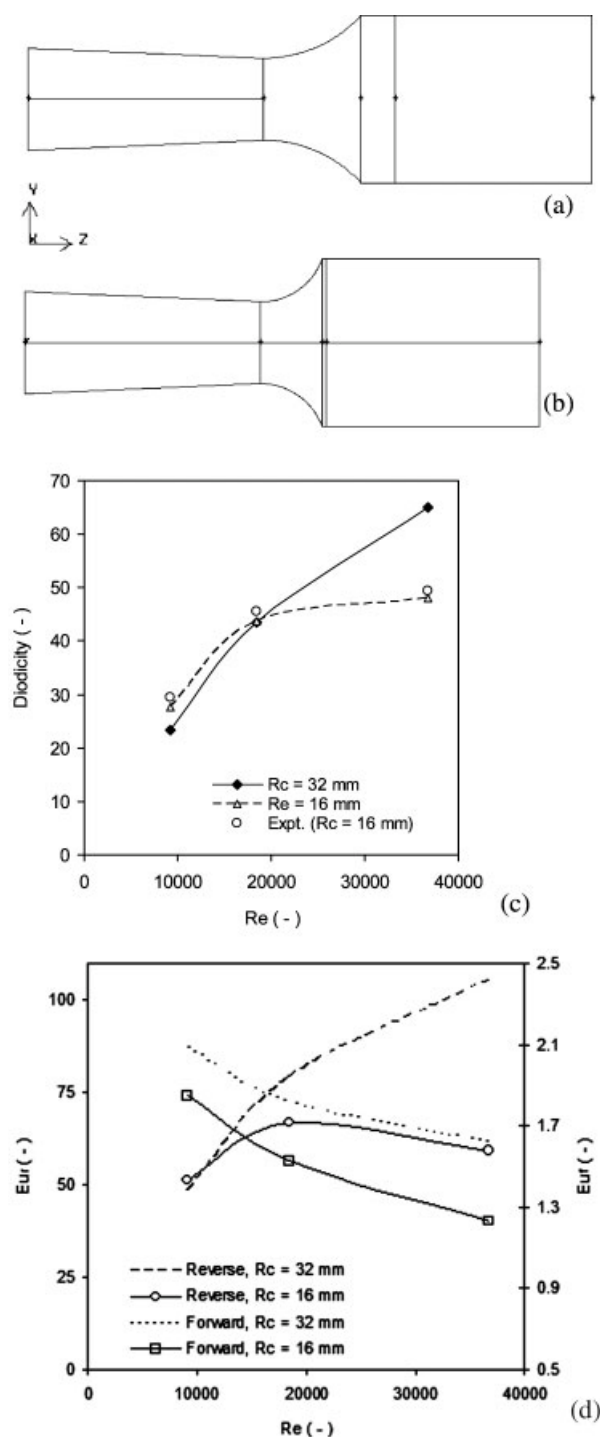 (a)
Y
X
Z
(b)
70
60
50
40
30
20
10
0
Diodicity ( - )
Rc = 32 mm
Re = 16 mm
Expt. (Rc = 16 mm)
0 10000 20000 30000 40000
Re ( - )
(c)
100
75
50
25
0
Eur ( - )
2.5
2.1
1.7
1.3
0.9
0.5
Euf ( - )
Reverse, Rc = 32 mm
Reverse, Rc = 16 mm
Forward, Rc = 32 mm
Forward, Rc = 16 mm
0 10000 20000 30000 40000
Re ( - )
(d)